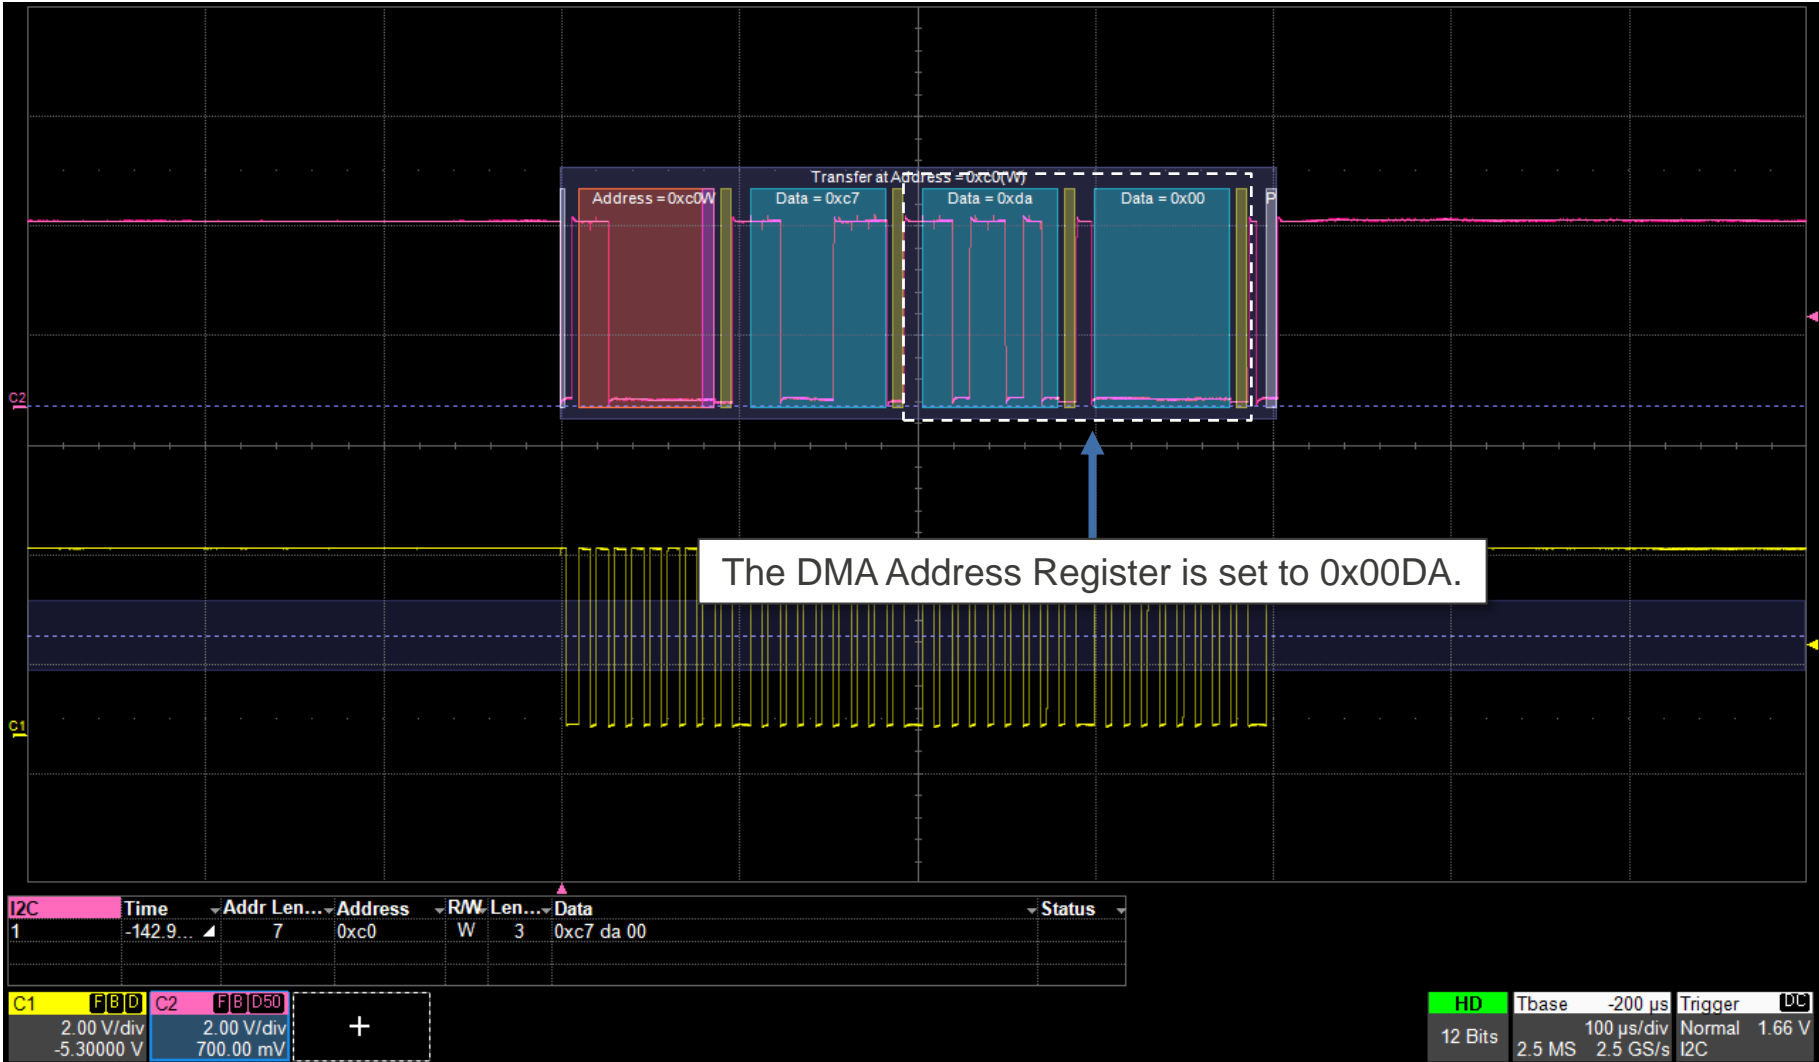 Transfer at Address = 0xc0(W)
Address = 0xc0W
Data = 0xc7
Data = 0xda
Data = 0x00
P
C2
The DMA Address Register is set to 0x00DA.
C1
I2C Time Addr Len... Address R/W Len... Data Status
1 -142.9... 7 0xc0 W 3 0xc7 da 00
C1 F B D
2.00 V/div
-5.30000 V
C2 F B D50
2.00 V/div
700.00 mV
+
HD
12 Bits
Tbase -200 µs
100 µs/div
2.5 MS 2.5 GS/s
Trigger DC
Normal 1.66 V
I2C